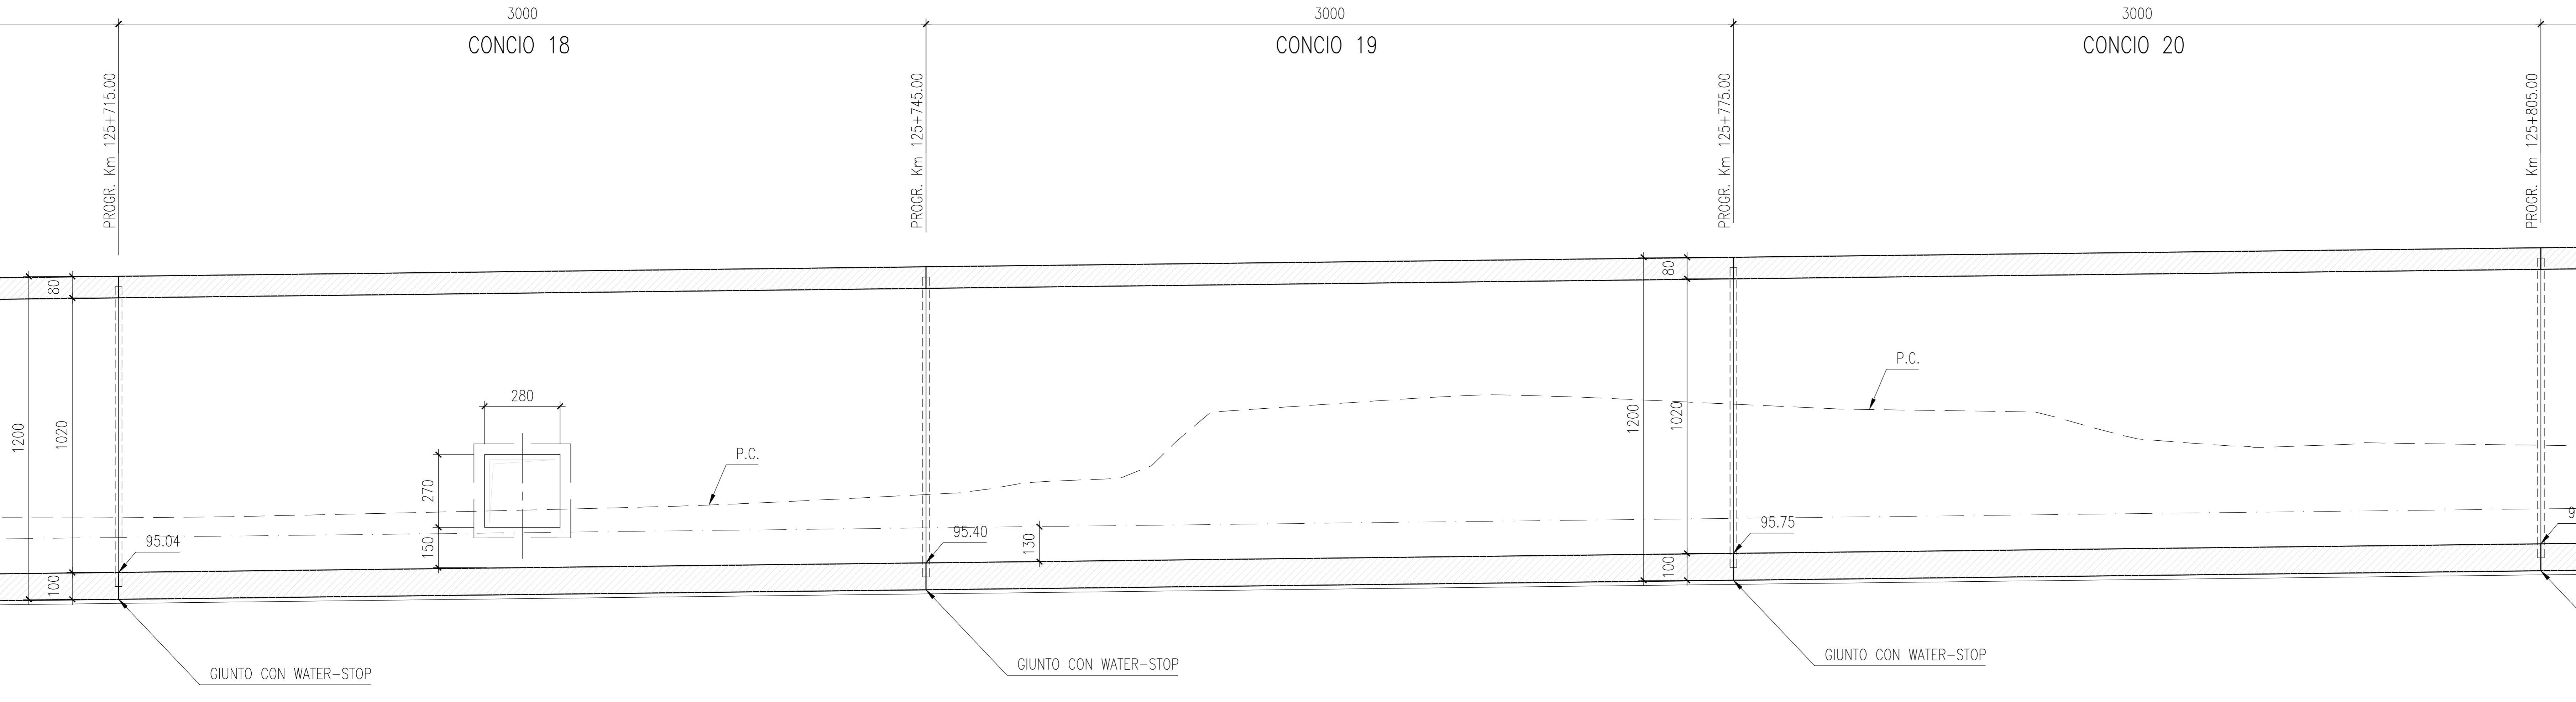 3000
3000
3000
CONCIO 18
CONCIO 19
CONCIO 20
PROGR. Km 125+715.00
PROGR. Km 125+745.00
PROGR. Km 125+775.00
PROGR. Km 125+805.00
80
80
1200
1020
1200
1020
P.C.
280
P.C.
270
150
130
95.04
95.40
95.75
100
100
GIUNTO CON WATER-STOP
GIUNTO CON WATER-STOP
GIUNTO CON WATER-STOP